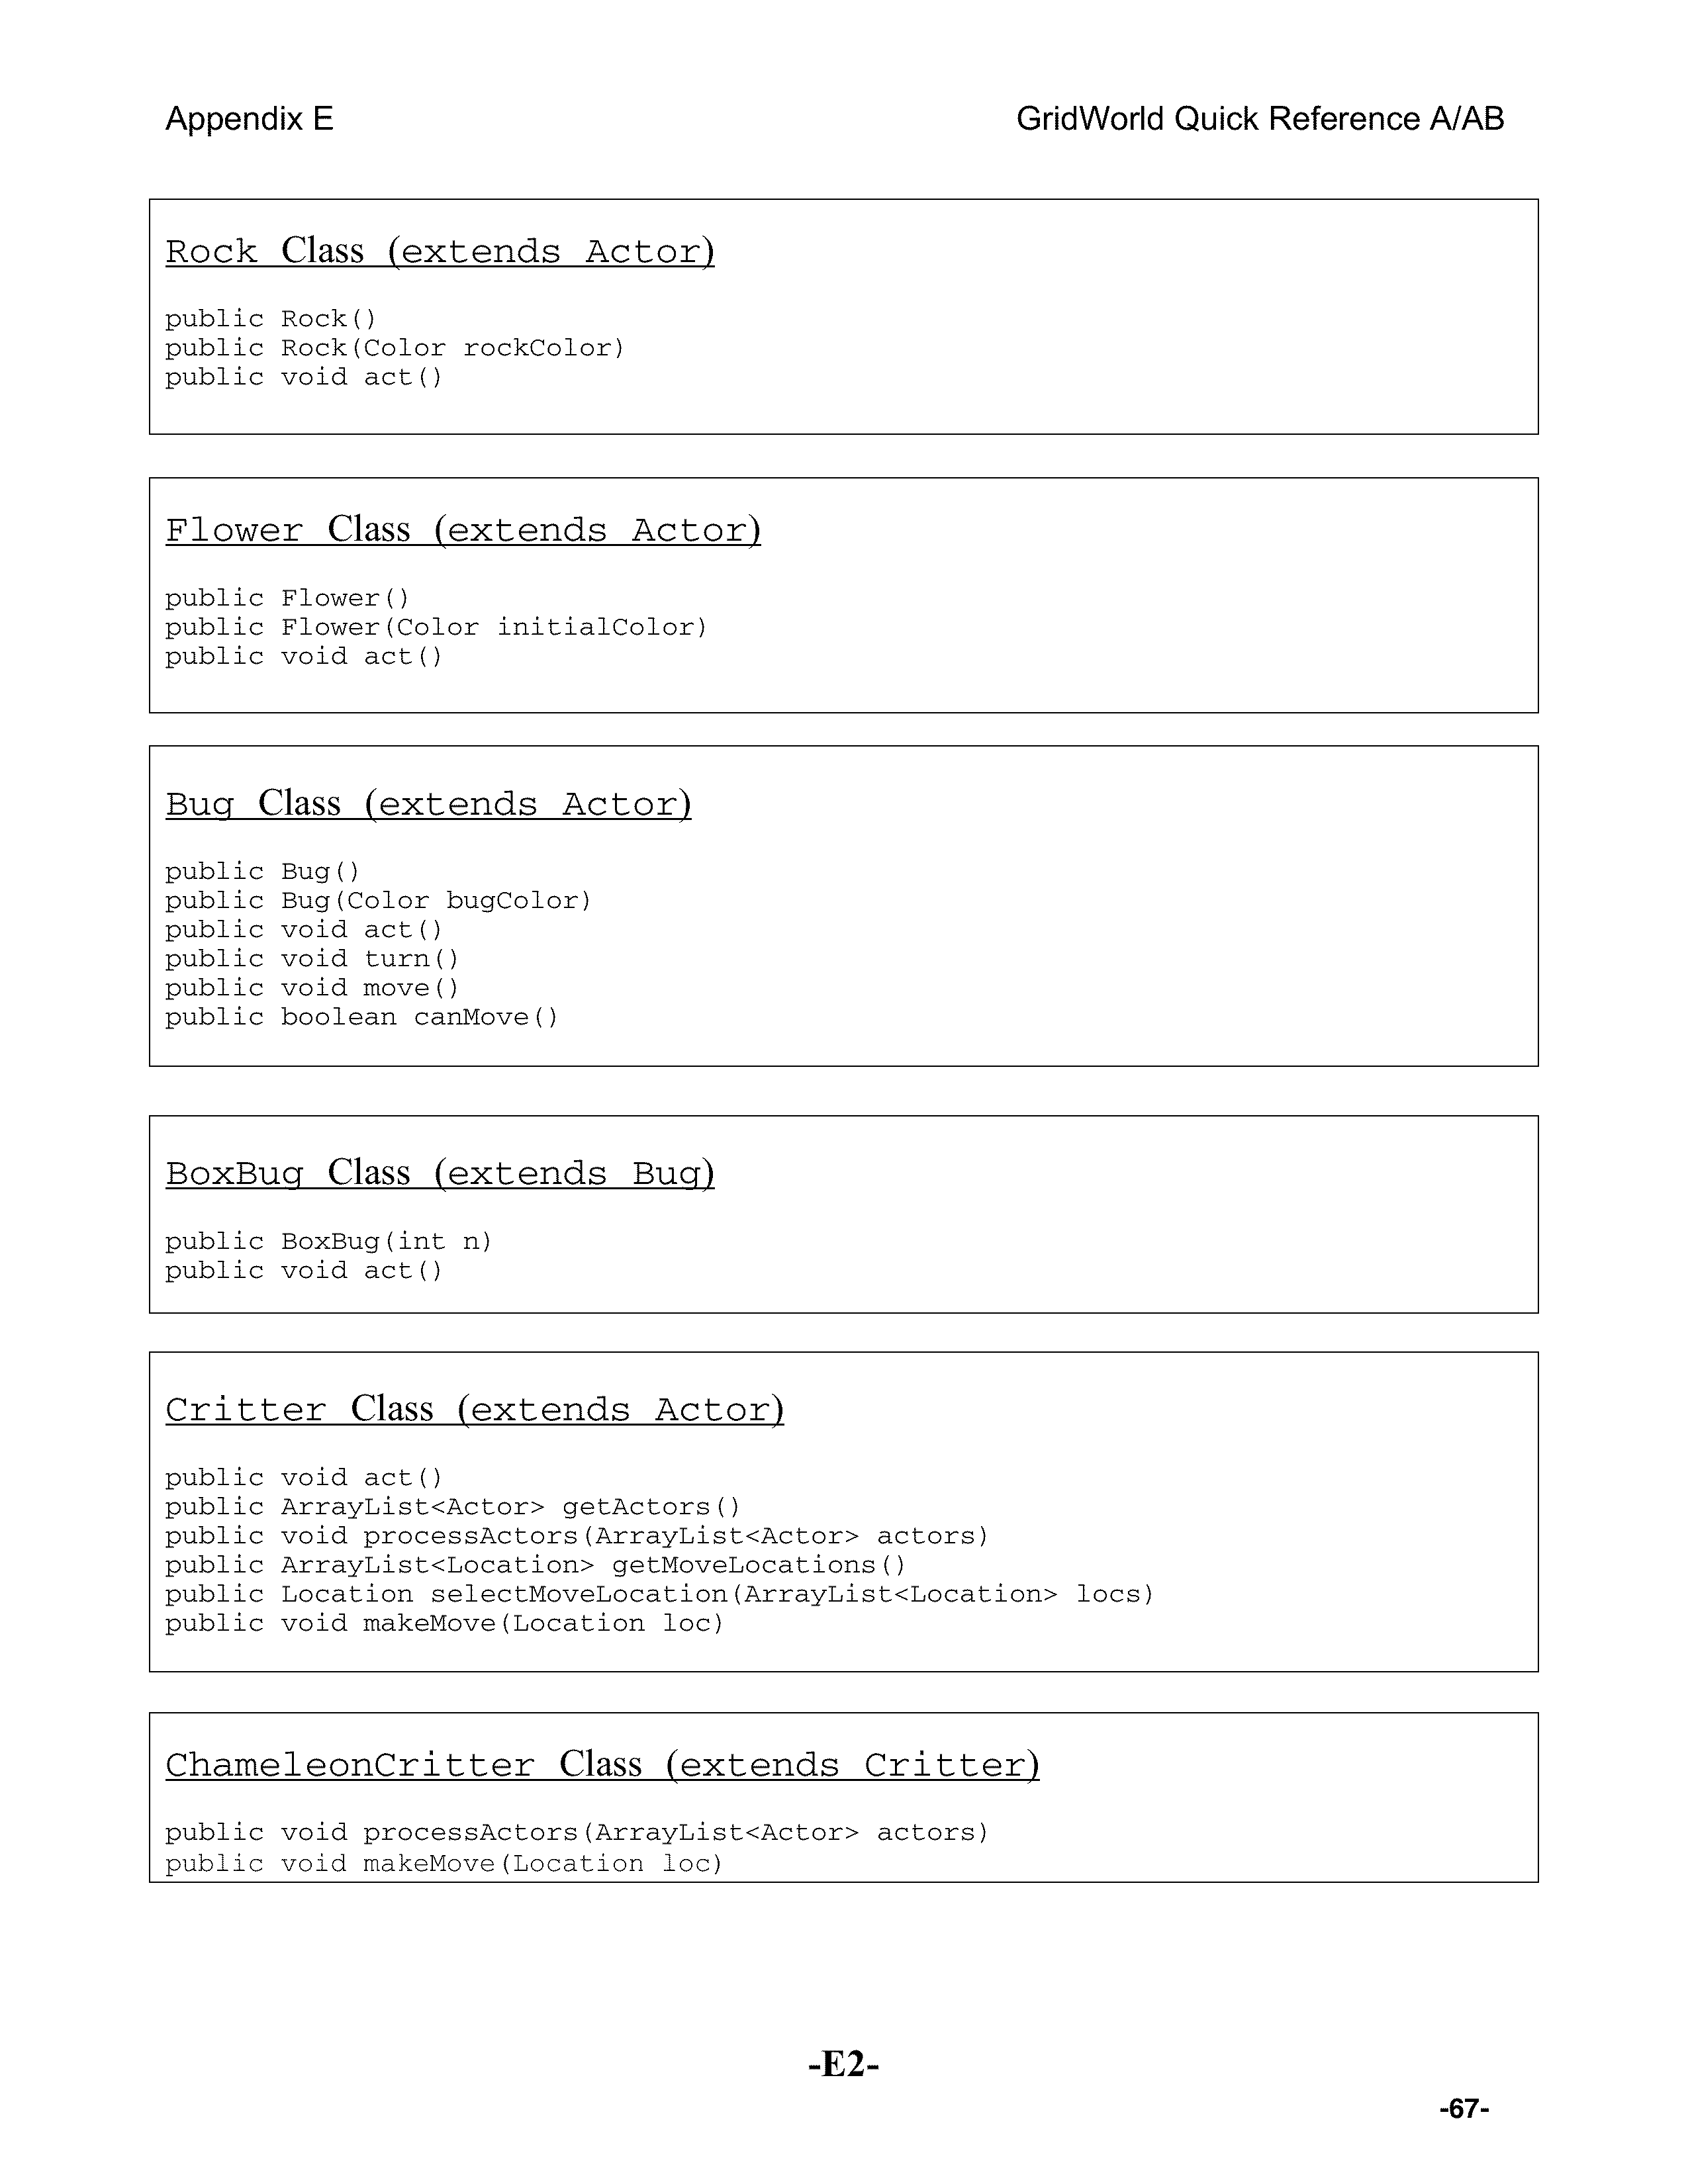 Appendix E
GridWorld Quick Reference A/AB
Rock Class (extends Actor)
public Rock()
public Rock(Color rockColor)
public void act()
Flower Class (extends Actor)
public Flower()
public Flower(Color initialColor)
public void act()
Bug Class (extends Actor)
public Bug()
public Bug(Color bugColor)
public void act()
public void turn()
public void move()
public boolean canMove()
BoxBug Class (extends Bug)
public BoxBug(int n)
public void act()
Critter Class (extends Actor)
public void act()
public ArrayList<Actor> getActors()
public void processActors(ArrayList<Actor> actors)
public ArrayList<Location> getMoveLocations()
public Location selectMoveLocation(ArrayList<Location> locs)
public void makeMove(Location loc)
ChameleonCritter Class (extends Critter)
public void processActors(ArrayList<Actor> actors)
public void makeMove(Location loc)
-E2-
-67-